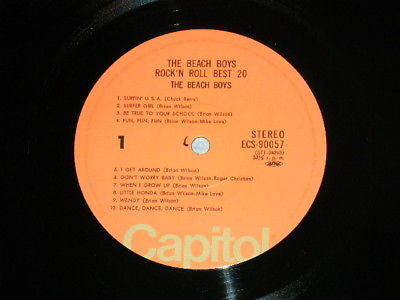 THE BEACH BOYS
ROCK'N ROLL BEST 20
THE BEACH BOYS
1. SURFIN' U.S.A. (Chuck Berry)
2. SURFER GIRL (Brian Wilson)
3. BE TRUE TO YOUR SCHOOL (Brian Wilson)
4. FUN, FUN, FUN (Brian Wilson-Mike Love)
1
STEREO
ECS-90057
33⅓ r.p.m.
5. I GET AROUND (Brian Wilson)
6. DON'T WORRY BABY (Brian Wilson-Roger Christian)
7. WHEN I GROW UP (Brian Wilson)
8. LITTLE HONDA (Brian Wilson-Mike Love)
9. WENDY (Brian Wilson)
10. DANCE, DANCE, DANCE (Brian Wilson)
Capitol